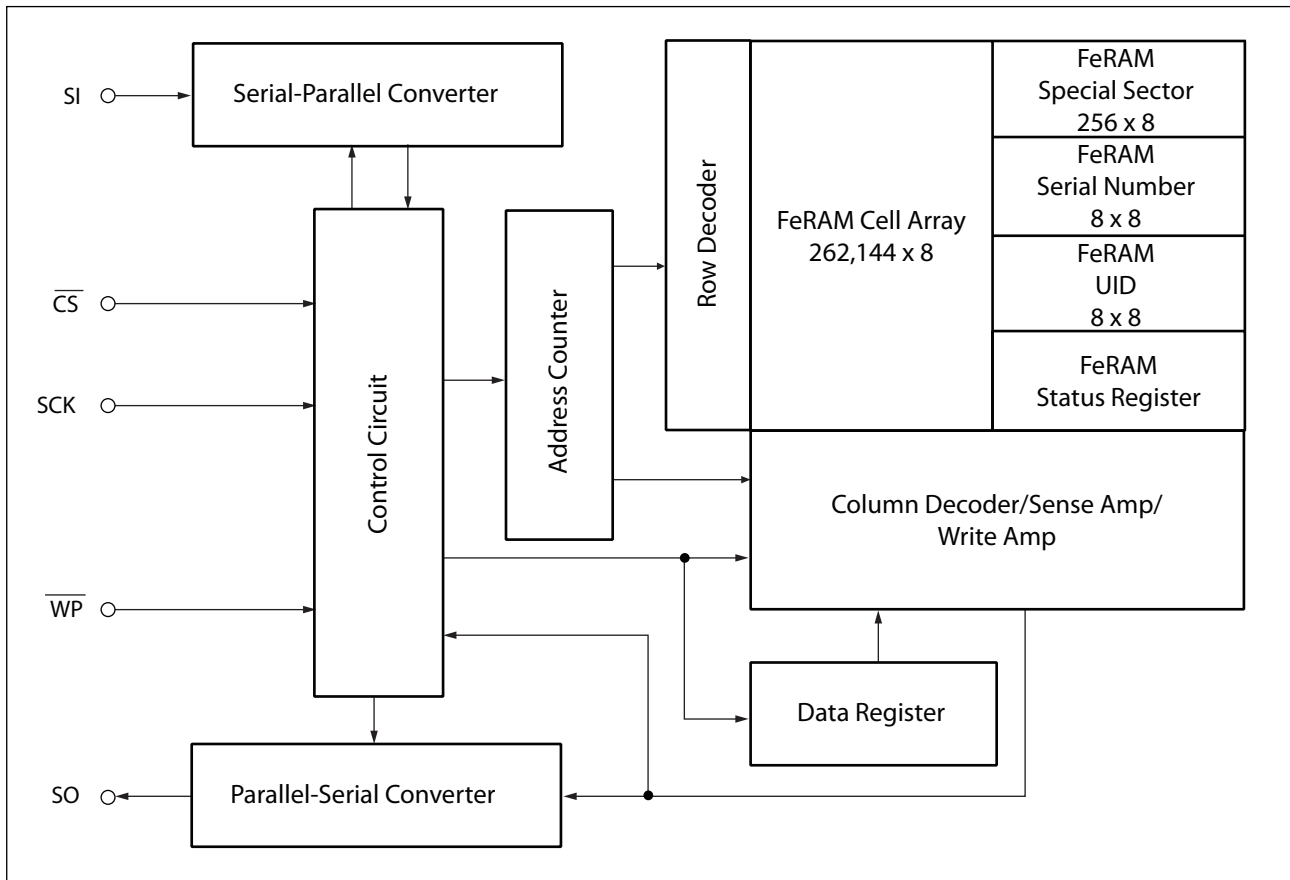 SI
Serial-Parallel Converter
CS
SCK
WP
SO
Control Circuit
Address Counter
Row Decoder
FeRAM Cell Array
262,144 x 8
FeRAM
Special Sector
256 x 8
FeRAM
Serial Number
8 x 8
FeRAM
UID
8 x 8
FeRAM
Status Register
Column Decoder/Sense Amp/
Write Amp
Data Register
Parallel-Serial Converter